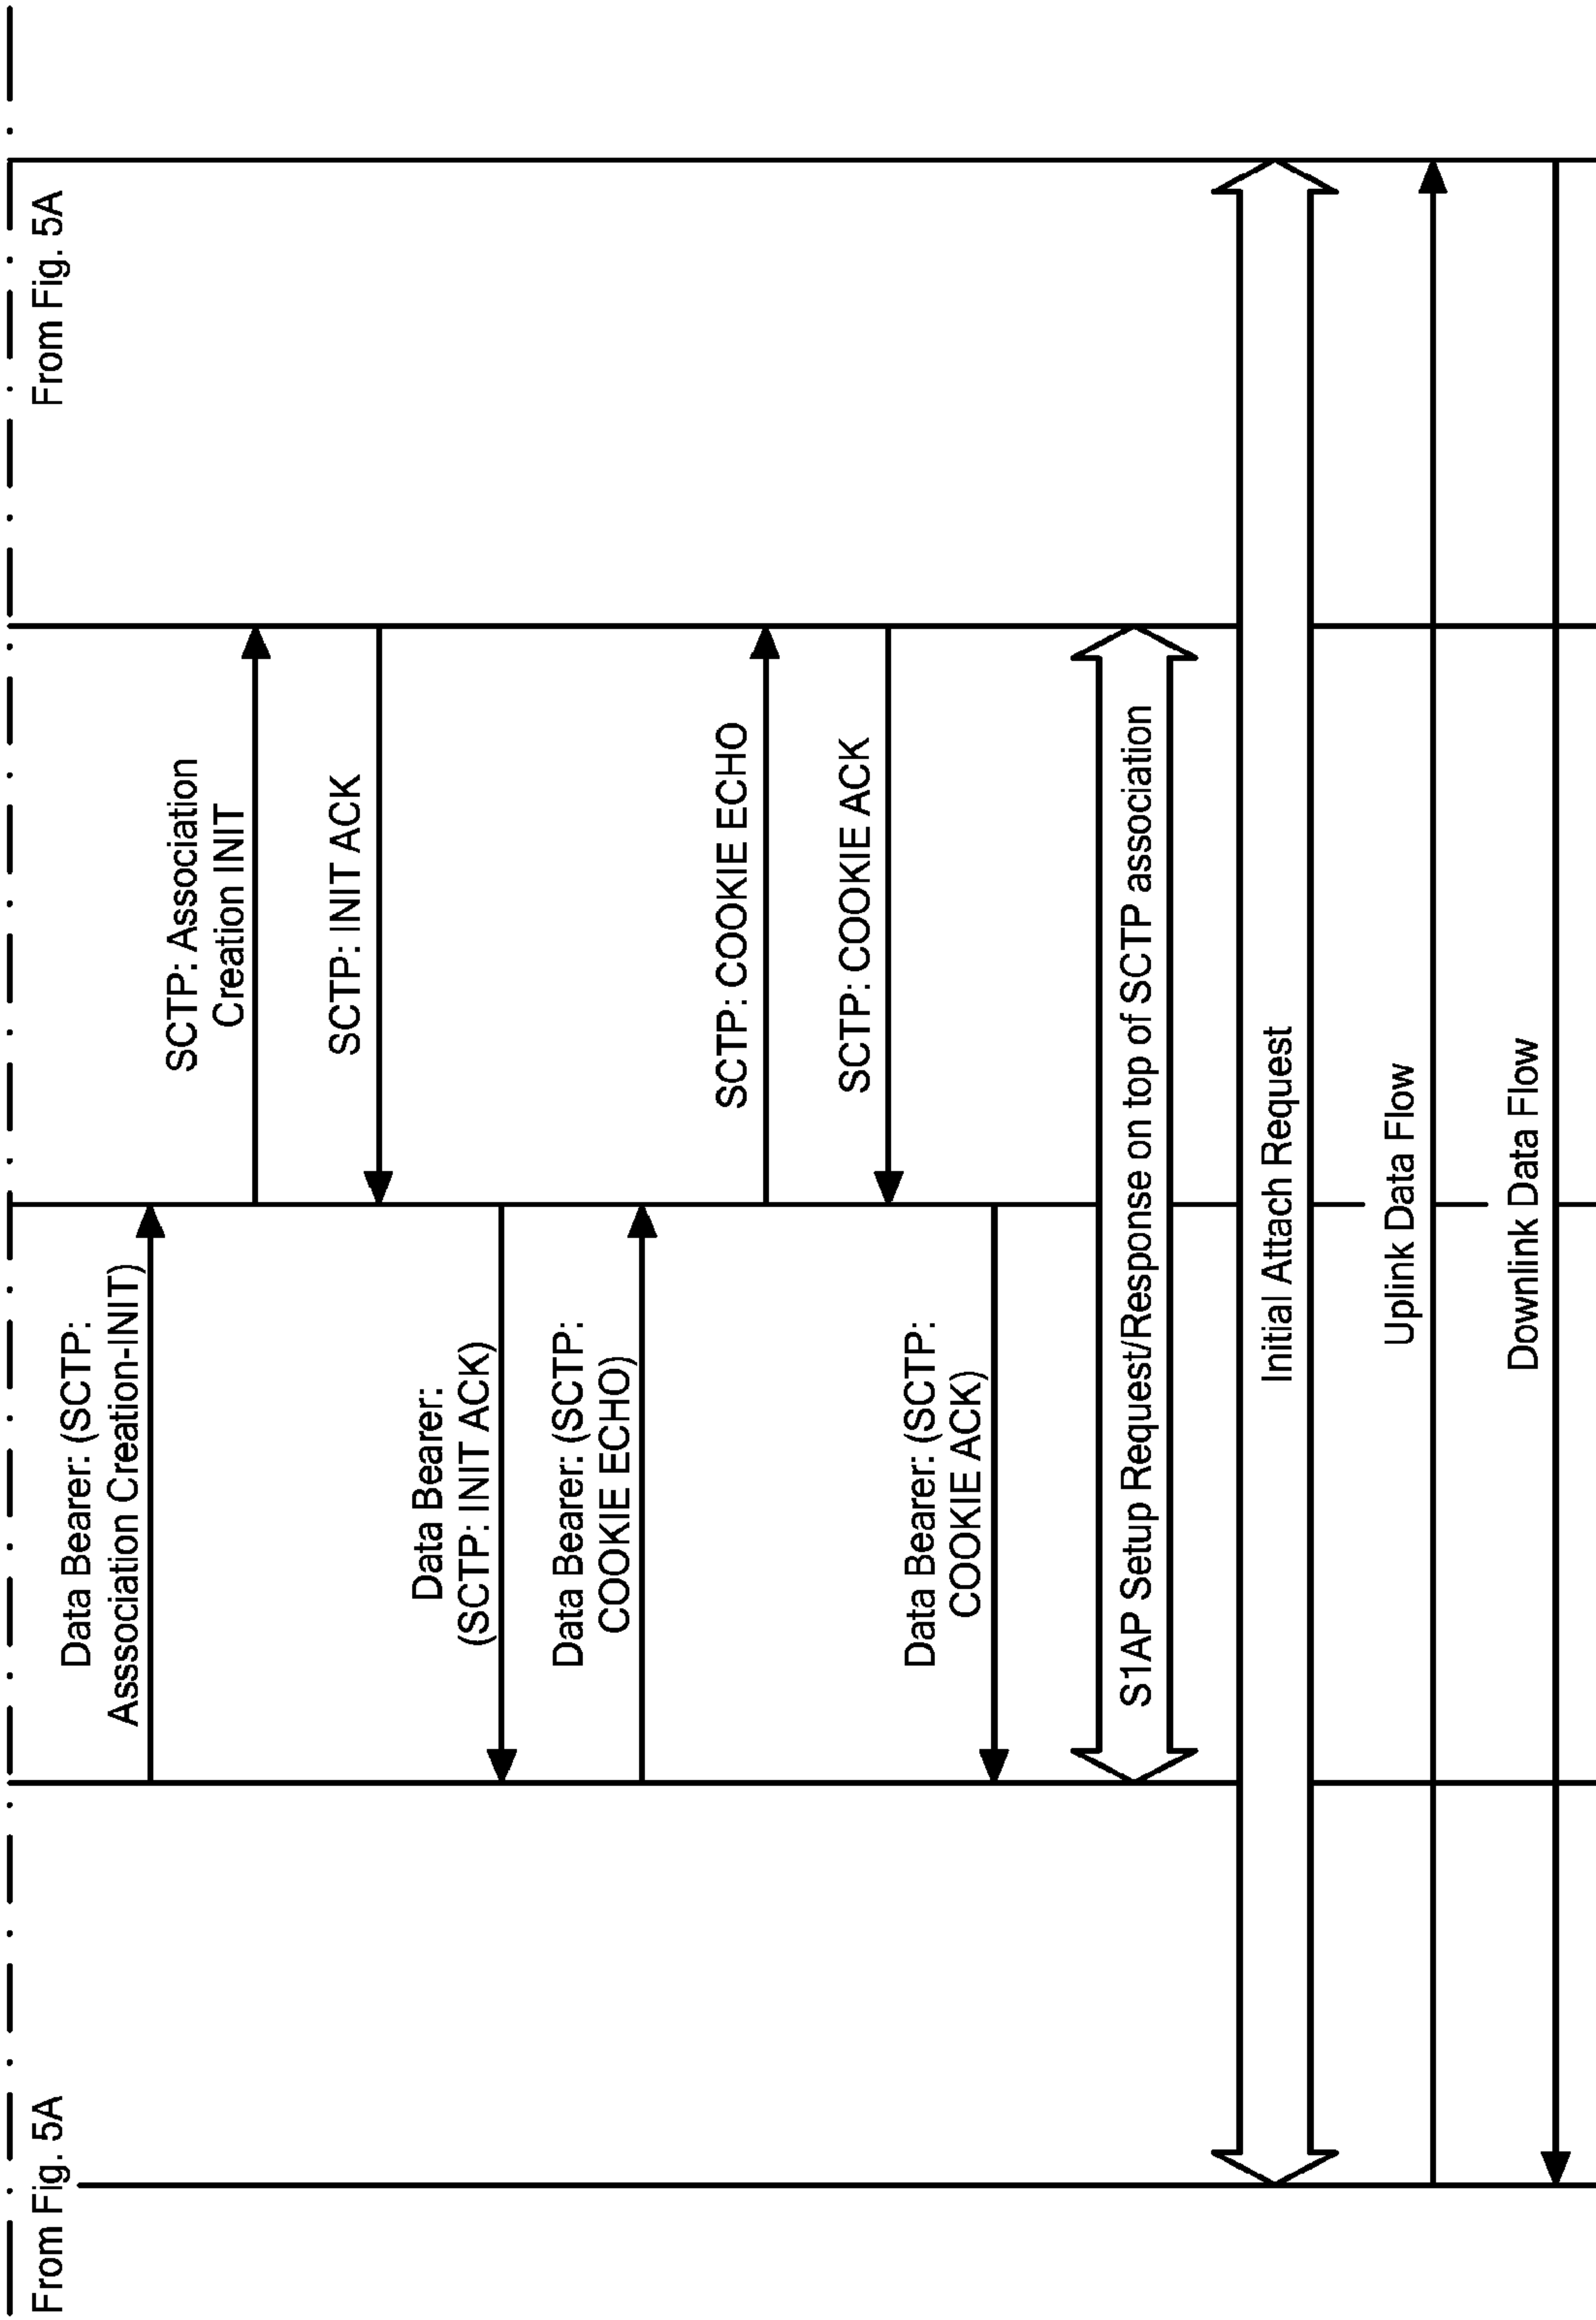 From Fig. 5A
From Fig. 5A
Data Bearer: (SCTP:
Association Creation-INIT)
SCTP: Association
Creation INIT
SCTP: INIT ACK
Data Bearer:
(SCTP: INIT ACK)
Data Bearer: (SCTP:
COOKIE ECHO)
SCTP: COOKIE ECHO
SCTP: COOKIE ACK
Data Bearer: (SCTP:
COOKIE ACK)
S1AP Setup Request/Response on top of SCTP association
Initial Attach Request
Uplink Data Flow
Downlink Data Flow